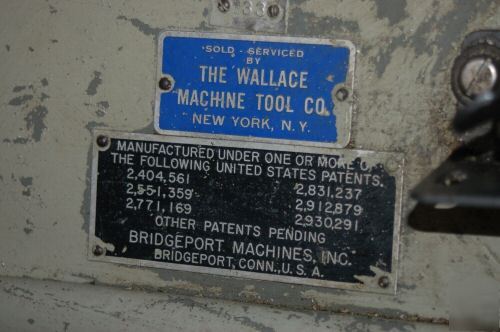 33
SOLD - SERVICED
BY
THE WALLACE
MACHINE TOOL CO.
NEW YORK, N.Y.
MANUFACTURED UNDER ONE OR MORE OF
THE FOLLOWING UNITED STATES PATENTS.
2,404,561
2,551,359 2,831,237
2,771,169 2,912,879
2,930,291
OTHER PATENTS PENDING
BRIDGEPORT MACHINES, INC.
BRIDGEPORT, CONN., U.S.A.